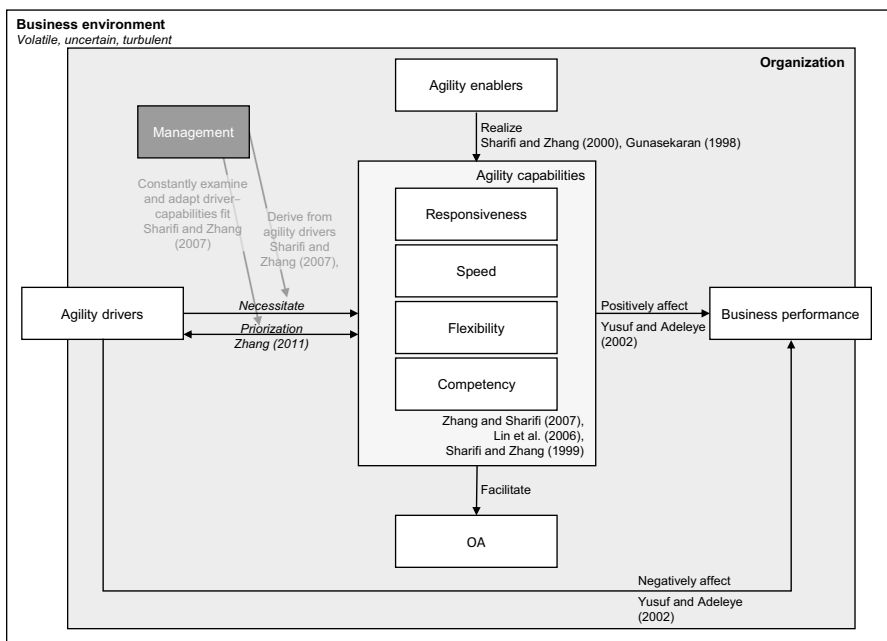 Business environment
Volatile, uncertain, turbulent
Organization
Agility enablers
Management
Realize
Sharifi and Zhang (2000), Gunasekaran (1998)
Agility capabilities
Constantly examine
and adapt driver-
capabilities fit
Sharifi and Zhang
(2007)
Derive from
agility drivers
Sharifi and
Zhang (2007),
Responsiveness
Speed
Agility drivers
Necessitate
Priorization
Zhang (2011)
Flexibility
Positively affect
Yusuf and Adeleye
(2002)
Business performance
Competency
Zhang and Sharifi (2007),
Lin et al. (2006),
Sharifi and Zhang (1999)
Facilitate
OA
Negatively affect
Yusuf and Adeleye
(2002)